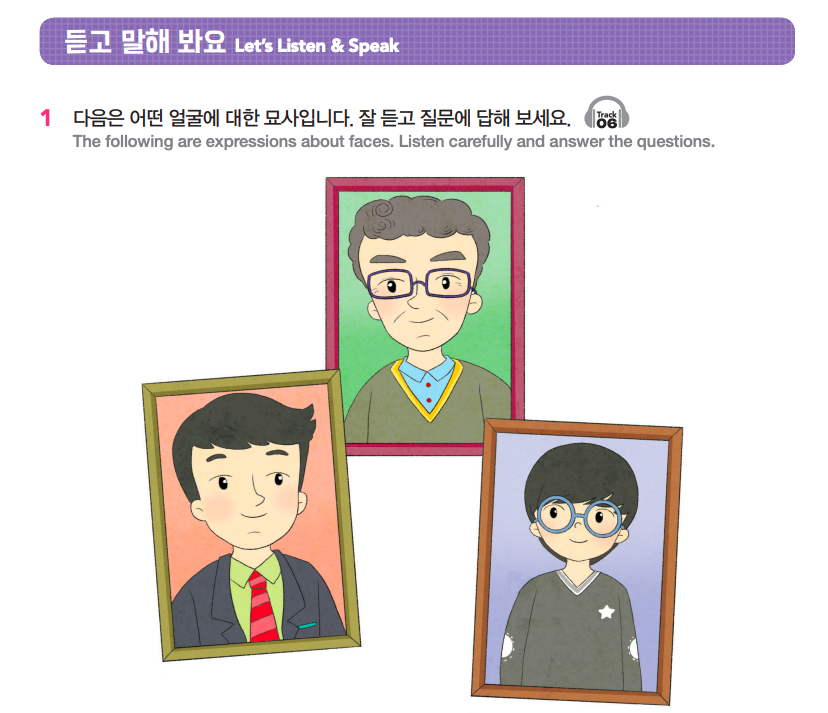 듣고 말해 봐요 Let's Listen & Speak
1 다음은 어떤 얼굴에 대한 묘사입니다. 잘 듣고 질문에 답해 보세요. Track 06
The following are expressions about faces. Listen carefully and answer the questions.